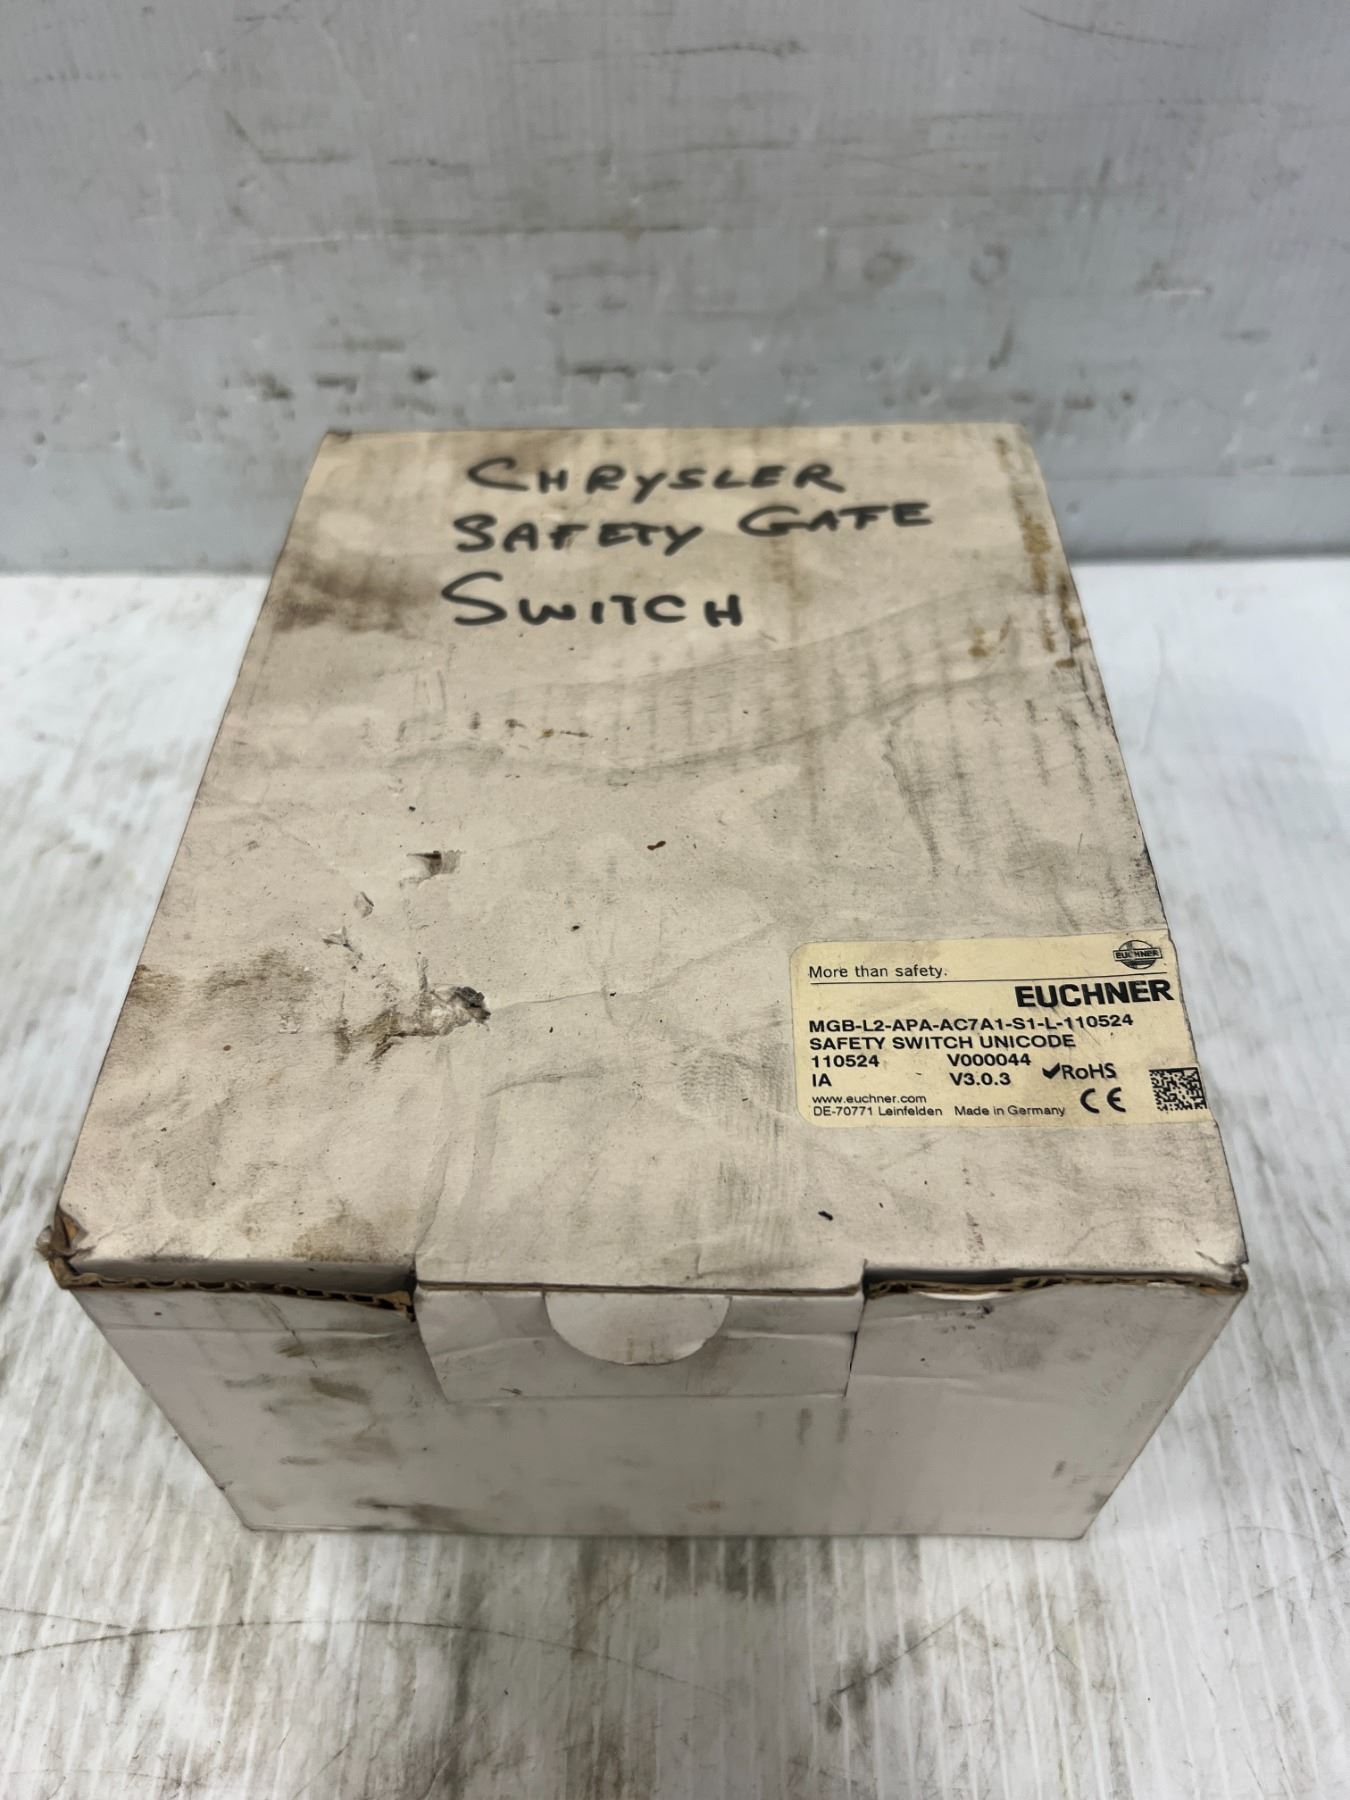 CHRYSLER
SAFETY GATE
SWITCH
EUCHNER
More than safety.
EUCHNER
MGB-L2-APA-AC7A1-S1-L-110524
SAFETY SWITCH UNICODE
110524 V000044
IA V3.0.3 ✓RoHS
www.euchner.com
DE-70771 Leinfelden Made in Germany CE